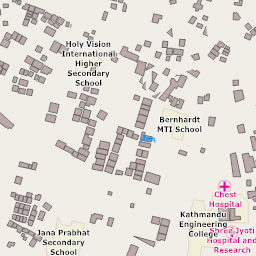 Holy Vision
International
Higher
Secondary
School
Bernhardt
MTI School
Chest
Hospital
Kathmandu
Engineering
College
Shree Jyoti
Hospital and
Research
Jana Prabhat
Secondary
School